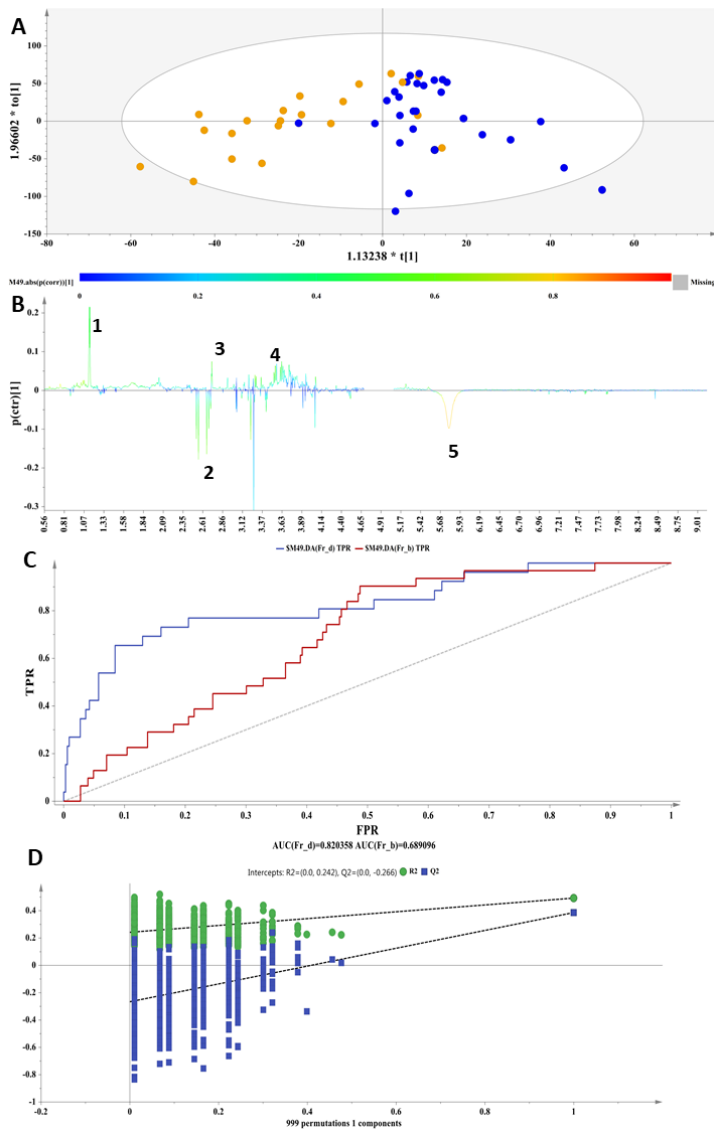 A
100
50
0
-50
-100
-150
-80
-60
-40
-20
0
20
40
60
1.96602 * to[1]
1.13238 * t[1]
M49.abs(p(corr))[1]
0
0.2
0.4
0.6
0.8
Missing
B
0.2
0.1
0
-0.1
-0.2
-0.3
p(ctr)[1]
1
2
3
4
5
0.56 0.81 1.07 1.33 1.58 1.84 2.09 2.35 2.61 2.86 3.12 3.37 3.63 3.89 4.14 4.40 4.65 4.91 5.17 5.42 5.68 5.93 6.19 6.45 6.70 6.96 7.21 7.47 7.73 7.98 8.24 8.49 8.75 9.01
$M49.DA(Fr_d) TPR $M49.DA(Fr_b) TPR
C
0.8
0.6
0.4
0.2
0
TPR
0 0.1 0.2 0.3 0.4 0.5 0.6 0.7 0.8 0.9 1
FPR
AUC(Fr_d)=0.820358 AUC(Fr_b)=0.689096
D
Intercepts: R2=(0.0, 0.242), Q2=(0.0, -0.266) R2 Q2
0.4
0.2
0
-0.2
-0.4
-0.6
-0.8
-1
-0.2 0 0.2 0.4 0.6 0.8 1
999 permutations 1 components